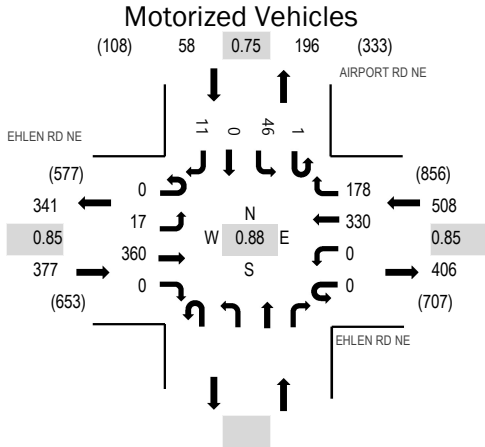 Motorized Vehicles
(108) 58 0.75 196 (333)
AIRPORT RD NE
11 0 46 1
EHLEN RD NE
(577) 0 178 (856)
341 508
17 N 330
0.85 W 0.88 E 0.85
377 360 S 0 406
0 0
(653) (707)
EHLEN RD NE